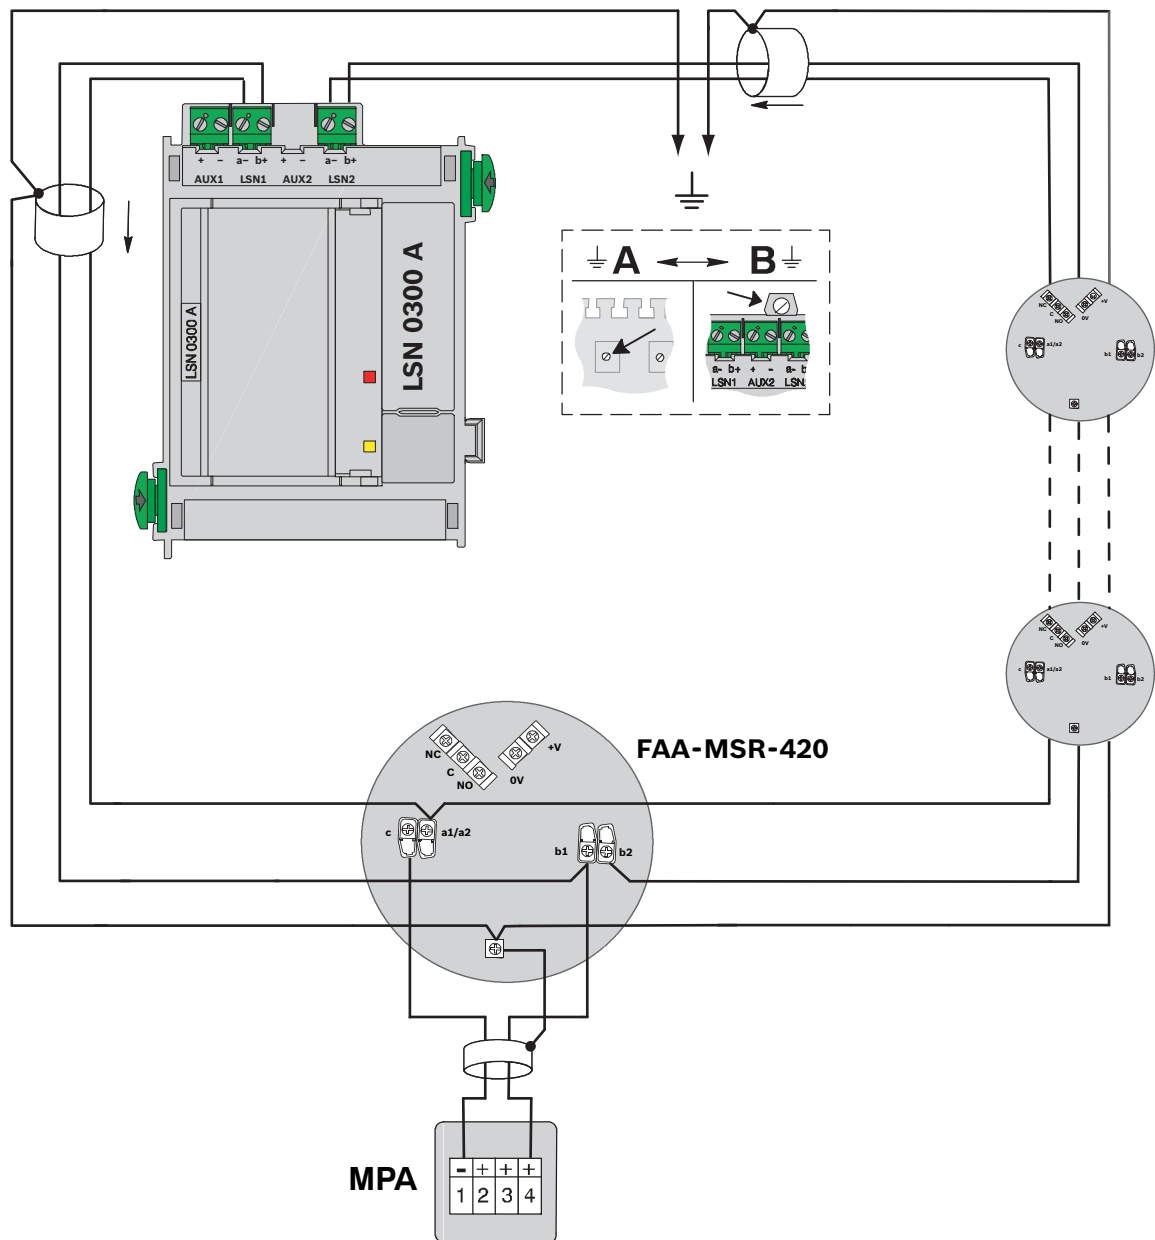 + - a- b+ + - a- b+
AUX1 LSN1 AUX2 LSN2
LSN 0300 A
LSN 0300 A
A B
a- b+ + - a- b
LSN1 AUX2 LSN
NC
C
NO
+V
0V
c a1/a2
b1 b2
NC
C
NO
+V
0V
c a1/a2
b1 b2
FAA-MSR-420
NC
C
NO
+V
0V
c a1/a2
b1 b2
MPA
- + + +
1 2 3 4